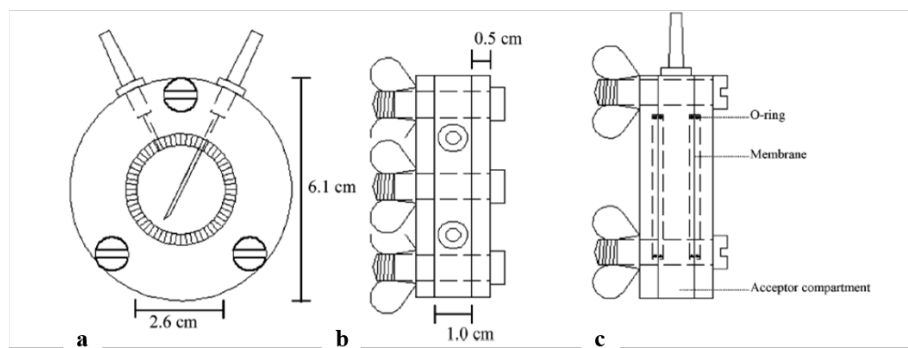 0.5 cm
6.1 cm
2.6 cm
1.0 cm
O-ring
Membrane
Acceptor compartment
a
b
c